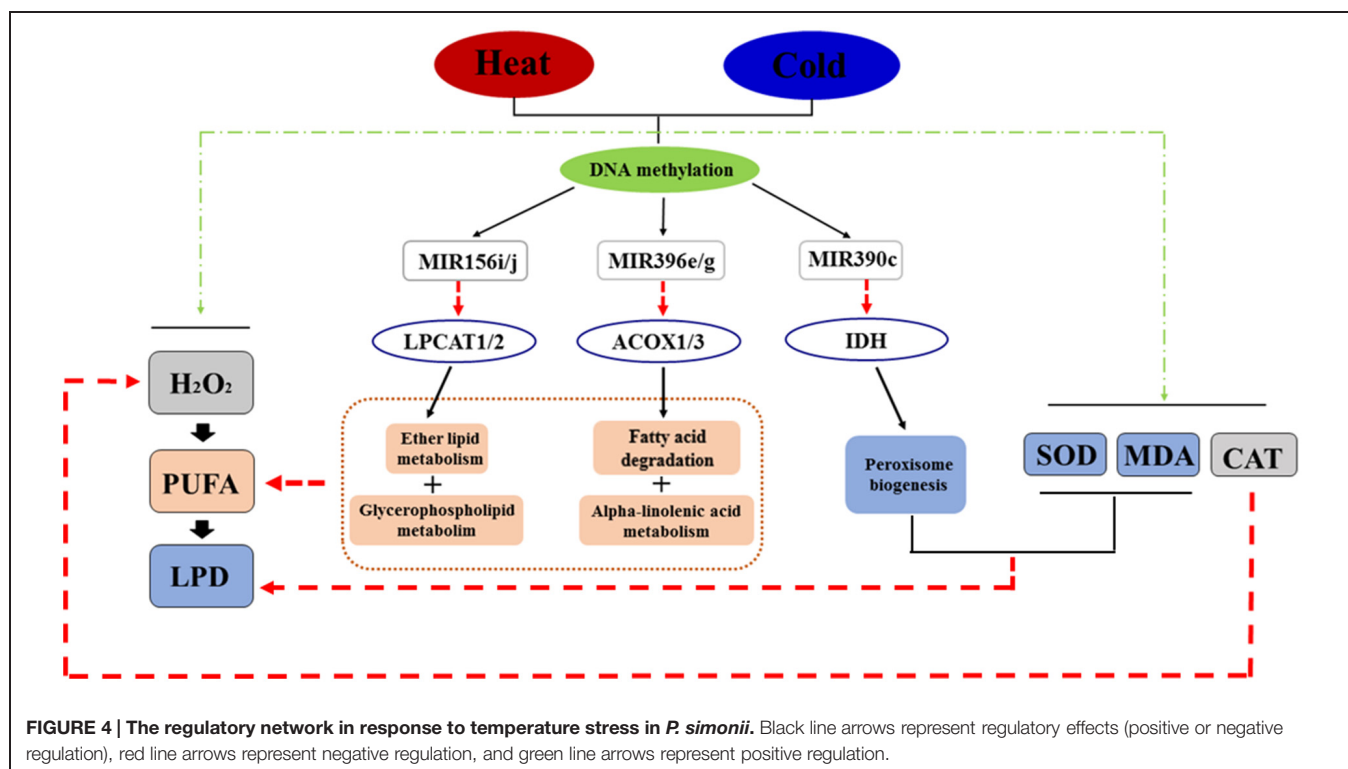 Heat
Cold
DNA methylation
MIR156i/j
MIR396e/g
MIR390c
LPCAT1/2
ACOX1/3
IDH
H₂O₂
PUFA
LPD
Ether lipid
metabolism
+
Glycerophospholipid
metabolim
Fatty acid
degradation
+
Alpha-linolenic acid
metabolism
Peroxisome
biogenesis
SOD
MDA
CAT
FIGURE 4 | The regulatory network in response to temperature stress in P. simonii. Black line arrows represent regulatory effects (positive or negative
regulation), red line arrows represent negative regulation, and green line arrows represent positive regulation.